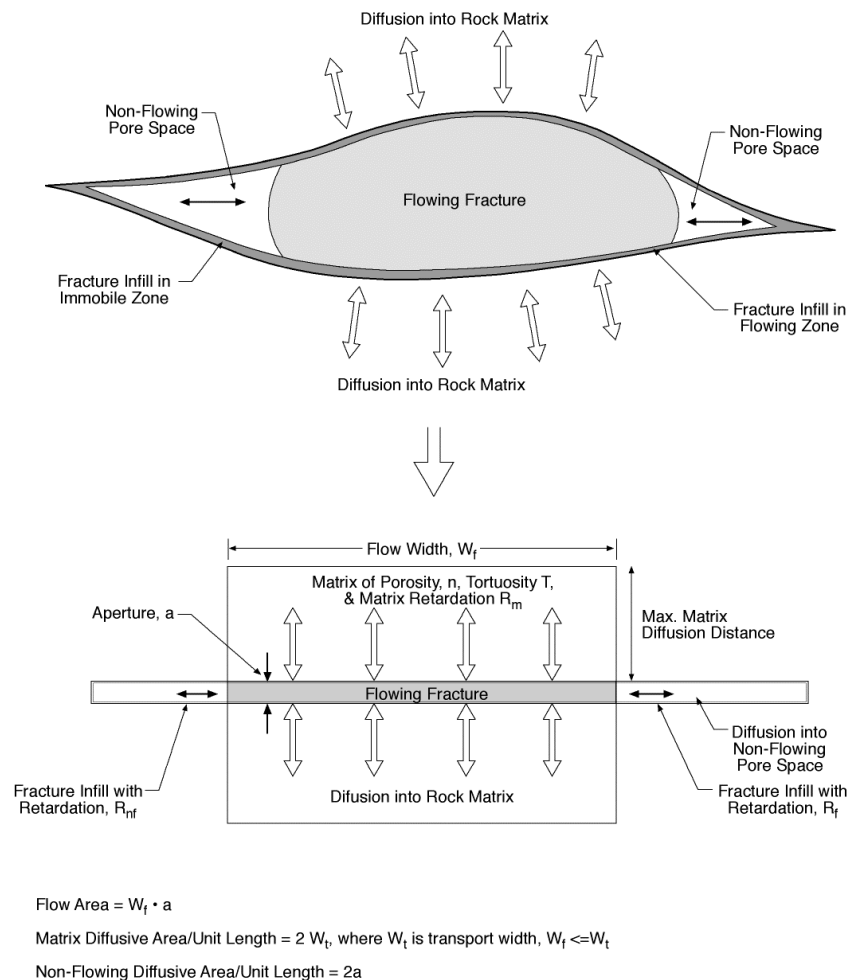 Diffusion into Rock Matrix
Non-Flowing
Pore Space
Non-Flowing
Pore Space
Flowing Fracture
Fracture Infill in
Immobile Zone
Fracture Infill in
Flowing Zone
Diffusion into Rock Matrix
Flow Width, Wf
Matrix of Porosity, n, Tortuosity T,
& Matrix Retardation Rm
Aperture, a
Max. Matrix
Diffusion Distance
Flowing Fracture
Diffusion into
Non-Flowing
Pore Space
Fracture Infill with
Retardation, Rnf
Difusion into Rock Matrix
Fracture Infill with
Retardation, Rf
Flow Area = Wf • a
Matrix Diffusive Area/Unit Length = 2 Wt, where Wt is transport width, Wf <=Wt
Non-Flowing Diffusive Area/Unit Length = 2a